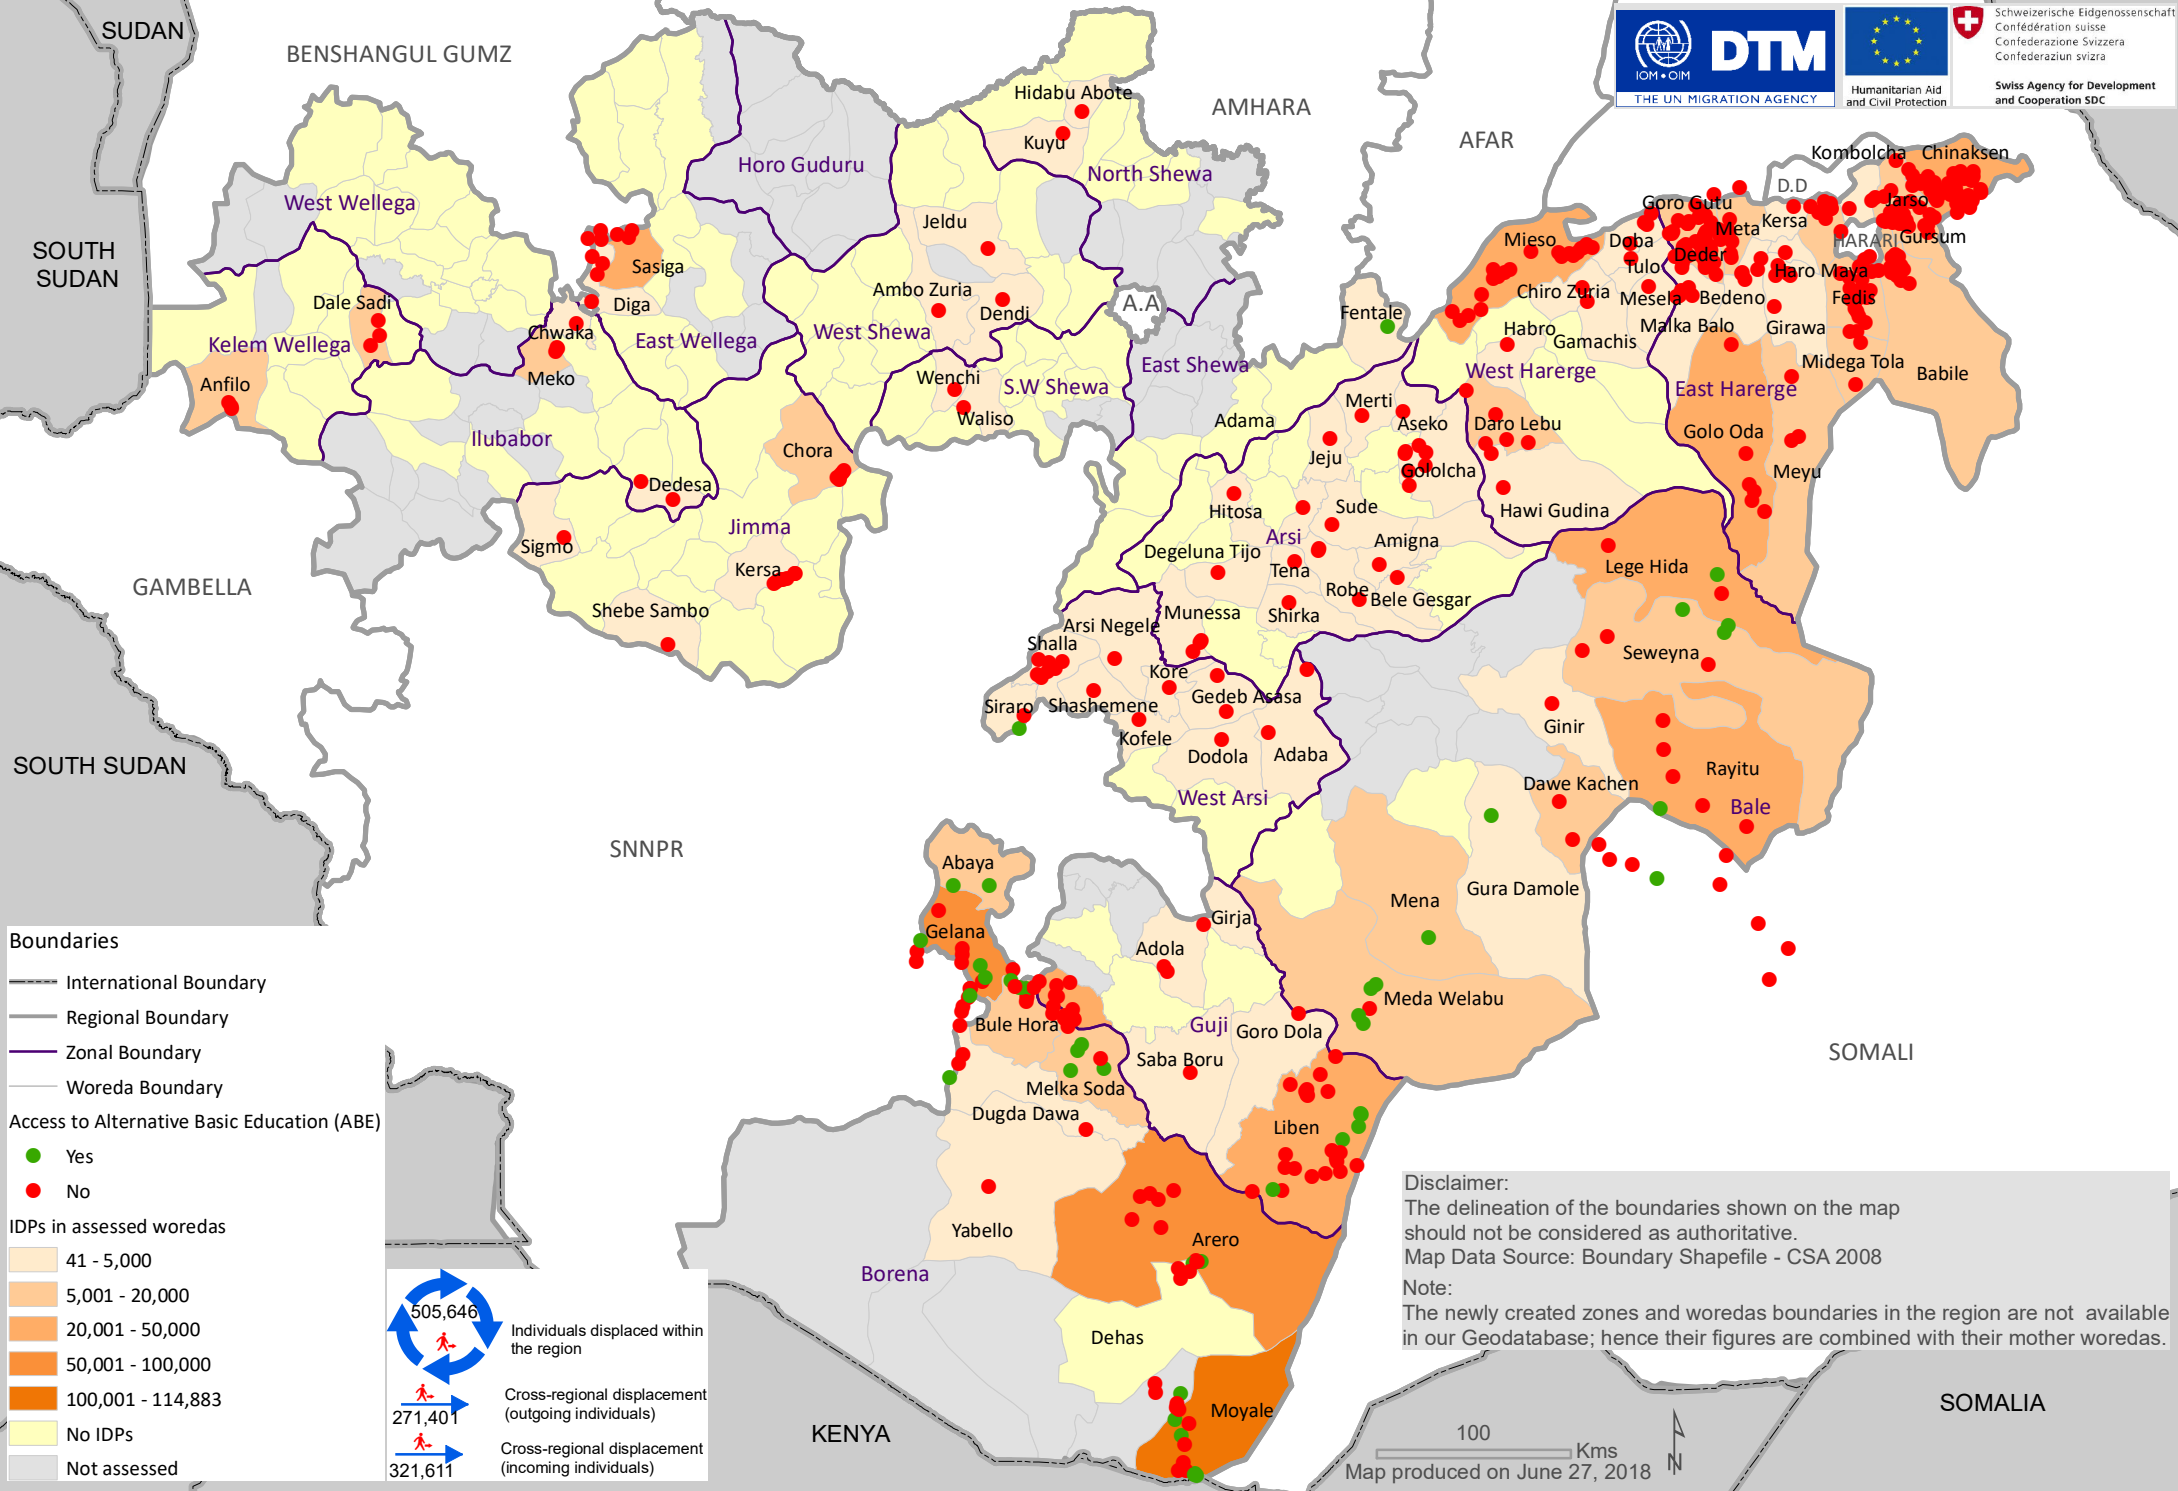 SUDAN
BENSHANGUL GUMZ
AMHARA
AFAR
SOUTH
SUDAN
IOM • OIM
DTM
THE UN MIGRATION AGENCY
Humanitarian Aid
and Civil Protection
Schweizerische Eidgenossenschaft
Confédération suisse
Confederazione Svizzera
Confederaziun svizra
Swiss Agency for Development
and Cooperation SDC
Hidabu Abote
Kuyu
North Shewa
Horo Guduru
West Wellega
Jeldu
Kombolcha
Chinaksen
D.D
Jarso
Goro Gutu
Kersa
Meta
HARARI
Gursum
Mieso
Doba
Deder
Tulo
Haro Maya
Sasiga
Diga
Dale Sadi
Ambo Zuria
Dendi
A.A
Fentale
Chiro Zuria
Mesela
Bedeno
Fedis
Chwaka
Kelem Wellega
East Wellega
West Shewa
Habro
Gamachis
Malka Balo
Girawa
Midega Tola
Babile
Anfilo
Meko
Wenchi
S.W Shewa
East Shewa
West Harerge
East Harerge
Waliso
Adama
Merti
Aseko
Daro Lebu
Golo Oda
Ilubabor
Chora
Jeju
Gololcha
Meyu
Dedesa
Hitosa
Sude
Hawi Gudina
Jimma
Arsi
Sigmo
Degeluna Tijo
Amigna
Tena
Lege Hida
GAMBELLA
Kersa
Robe
Bele Gesgar
Shebe Sambo
Munessa
Shirka
Arsi Negele
Shalla
Seweyna
Kore
Siraro
Shashemene
Gedeb Asasa
Ginir
Kofele
Dodola
Adaba
SOUTH SUDAN
Rayitu
Dawe Kachen
West Arsi
Bale
SNNPR
Abaya
Gura Damole
Mena
Girja
Gelana
Adola
Meda Welabu
Bule Hora
Guji
Goro Dola
Saba Boru
SOMALI
Melka Soda
Dugda Dawa
Liben
Yabello
Arero
Borena
Dehas
Moyale
KENYA
SOMALIA
Boundaries
International Boundary
Regional Boundary
Zonal Boundary
Woreda Boundary
Access to Alternative Basic Education (ABE)
Yes
No
IDPs in assessed woredas
41 - 5,000
5,001 - 20,000
20,001 - 50,000
50,001 - 100,000
100,001 - 114,883
No IDPs
Not assessed
505,646
Individuals displaced within
the region
Cross-regional displacement
(outgoing individuals)
271,401
Cross-regional displacement
(incoming individuals)
321,611
Disclaimer:
The delineation of the boundaries shown on the map
should not be considered as authoritative.
Map Data Source: Boundary Shapefile - CSA 2008
Note:
The newly created zones and woredas boundaries in the region are not available
in our Geodatabase; hence their figures are combined with their mother woredas.
100
Kms
N
Map produced on June 27, 2018